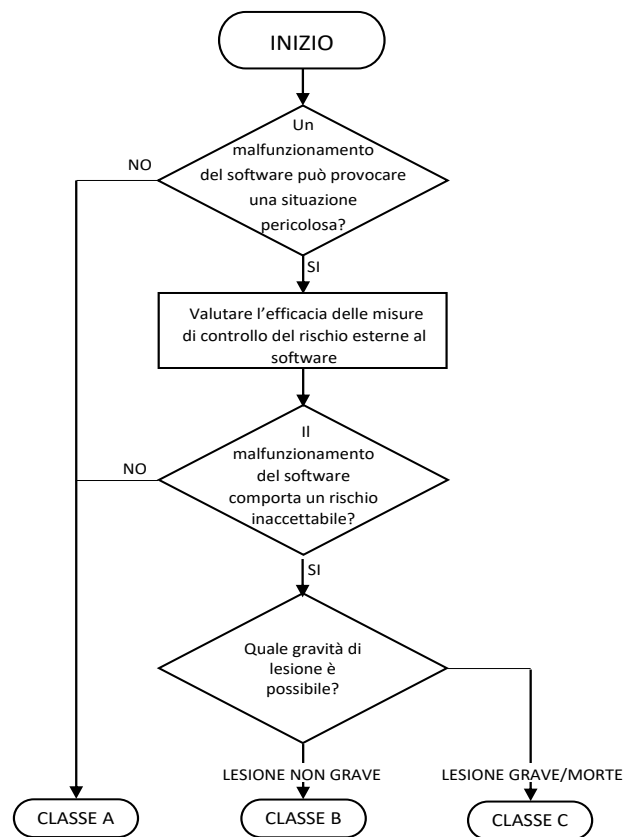 INIZIO
Un
malfunzionamento
del software può provocare
una situazione
pericolosa?
NO
SI
Valutare l'efficacia delle misure
di controllo del rischio esterne al
software
Il
malfunzionamento
del software
comporta un rischio
inaccettabile?
NO
SI
Quale gravità di
lesione è
possibile?
LESIONE NON GRAVE
LESIONE GRAVE/MORTE
CLASSE A
CLASSE B
CLASSE C